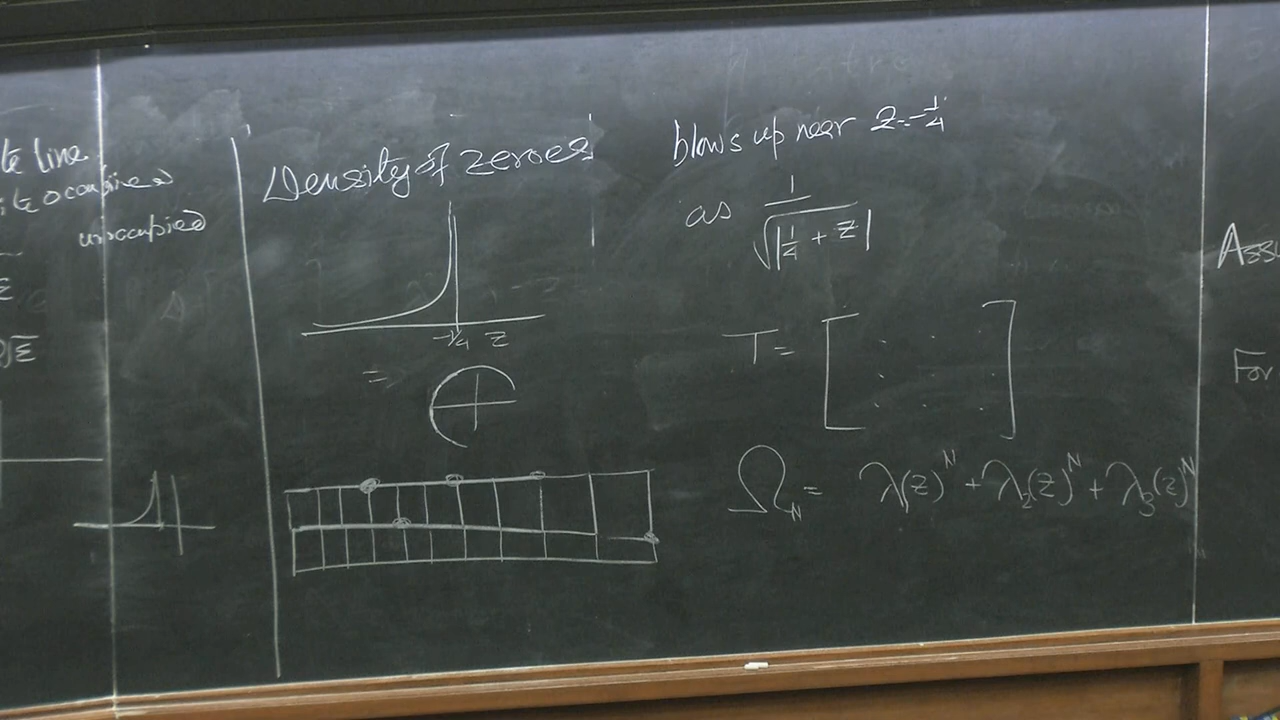 line
occupied
unoccupied
Density of zeroes
-1/4 z
=
blows up near z=-1/4
as 1/√|1/4 + z|
T=
Ω_N = λ(z)^N + λ_2(z)^N + λ_3(z)^N
Ass
For